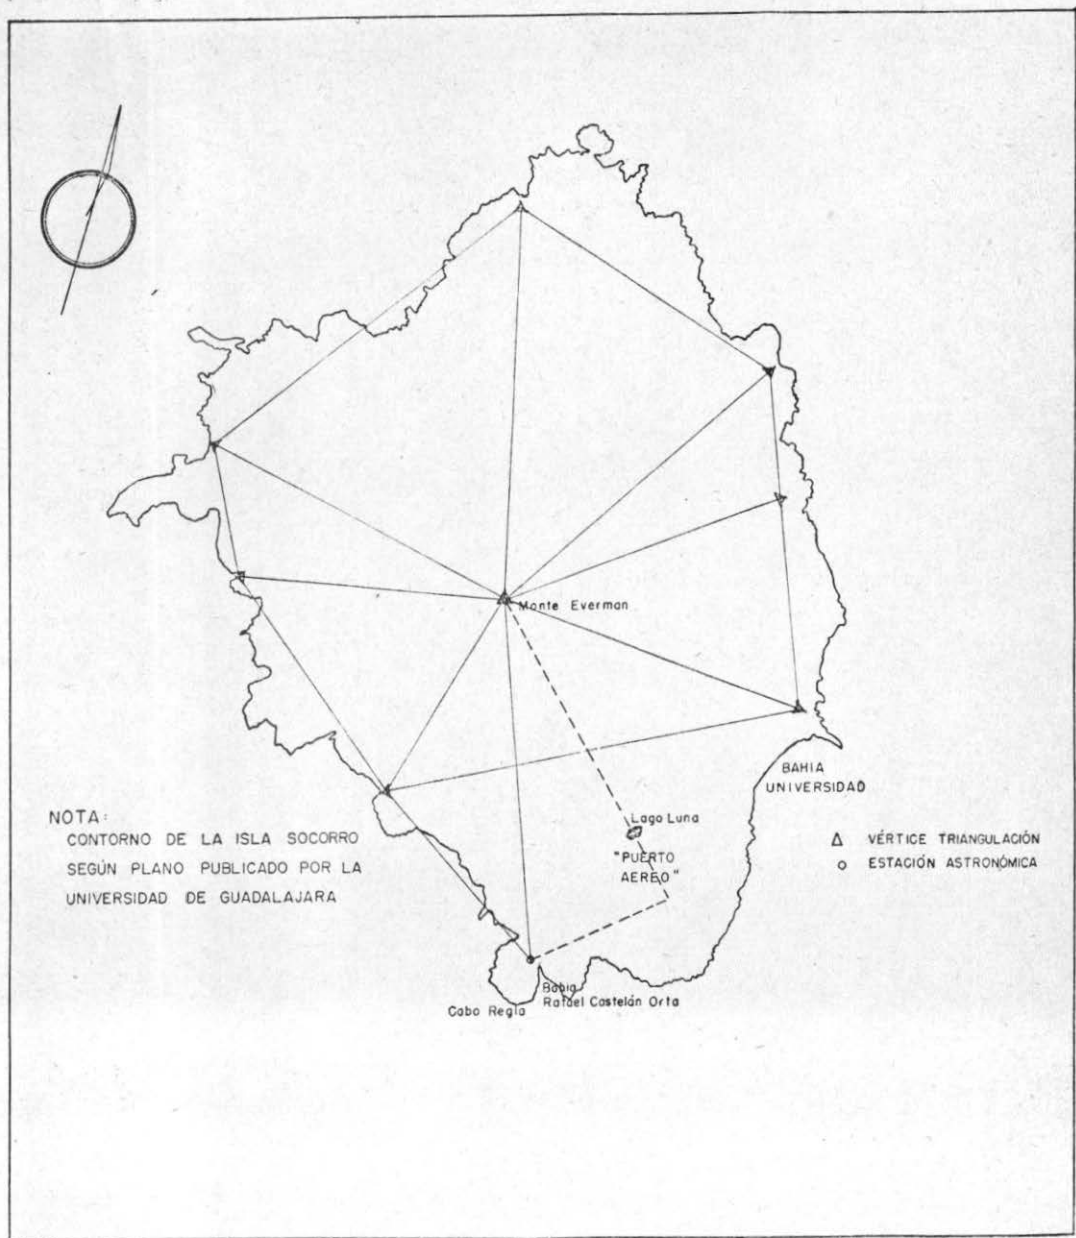 Monte Everman
BAHIA
UNIVERSIDAD
NOTA:
CONTORNO DE LA ISLA SOCORRO
SEGÚN PLANO PUBLICADO POR LA
UNIVERSIDAD DE GUADALAJARA
Lago Luna
"PUERTO
AEREO"
VÉRTICE TRIANGULACIÓN
ESTACIÓN ASTRONÓMICA
Bahia
Rafael Castelán Orta
Cabo Regla